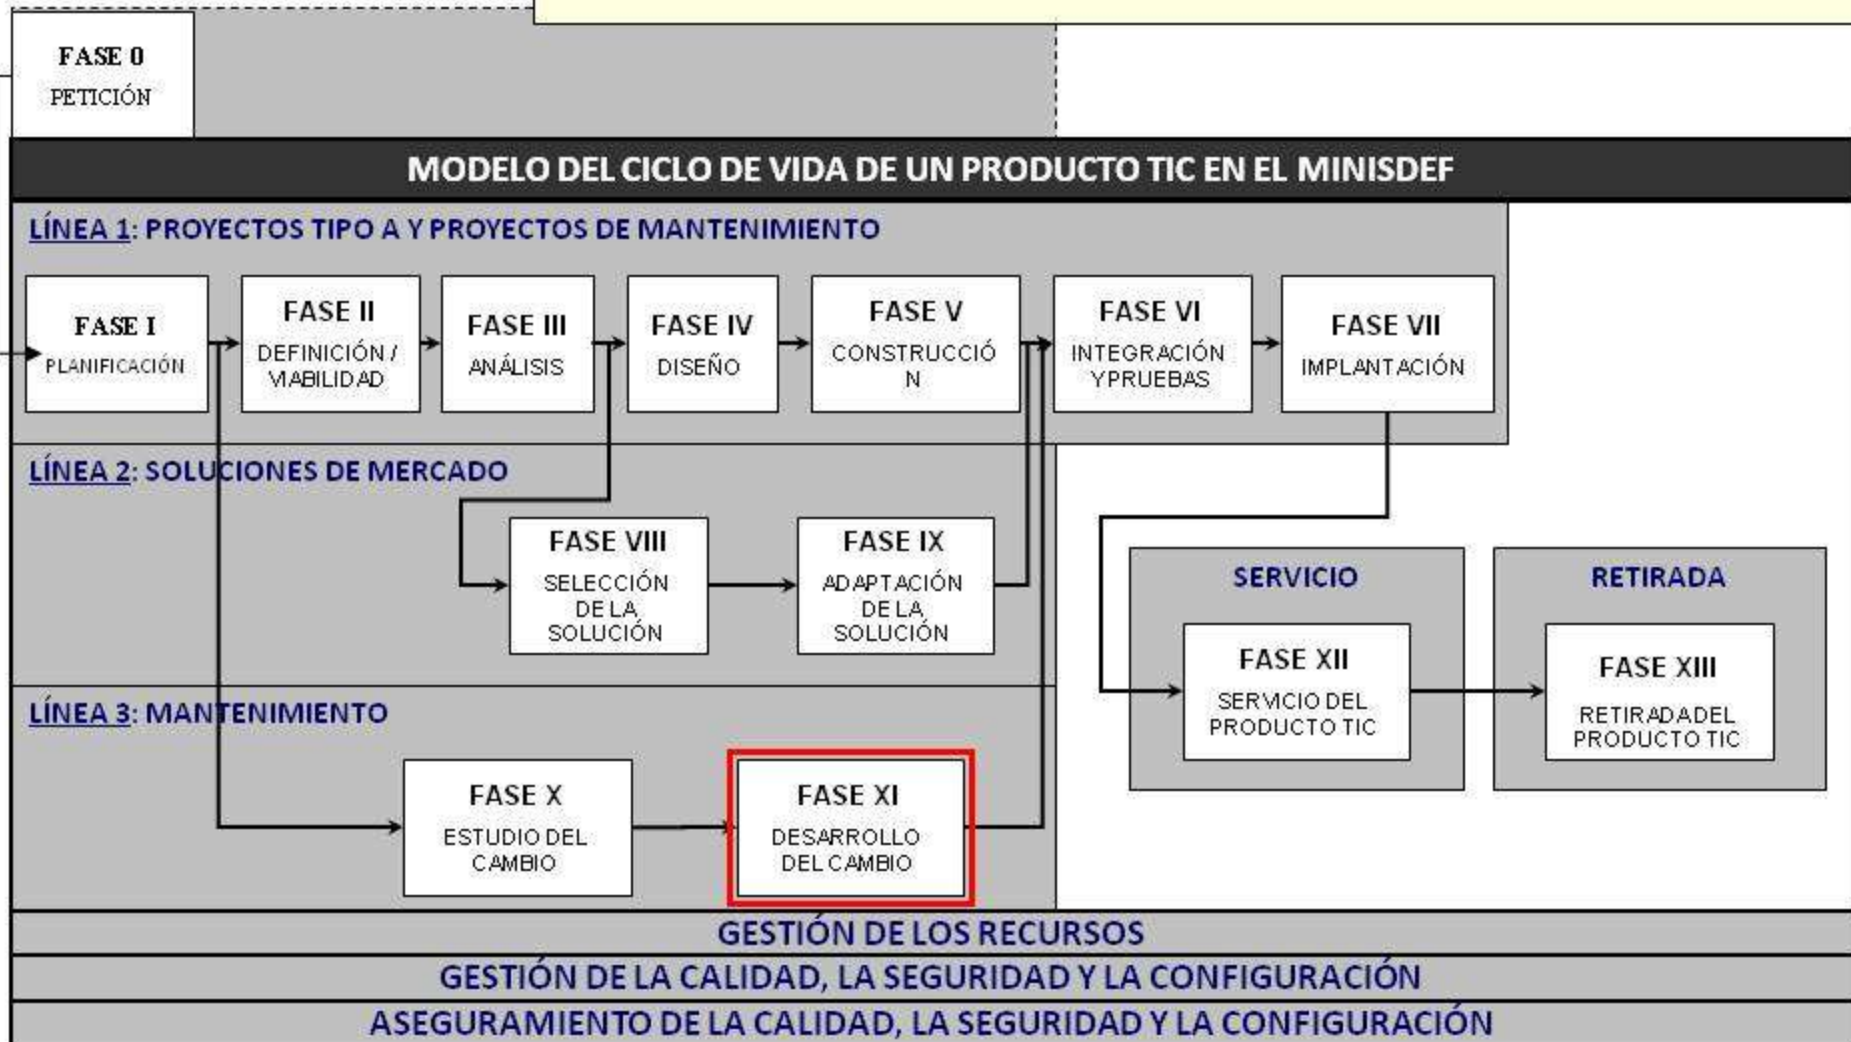 FASE 0
PETICIÓN
MODELO DEL CICLO DE VIDA DE UN PRODUCTO TIC EN EL MINISDEF
LÍNEA 1: PROYECTOS TIPO A Y PROYECTOS DE MANTENIMIENTO
FASE I
PLANIFICACIÓN
FASE II
DEFINICIÓN /
VIABILIDAD
FASE III
ANÁLISIS
FASE IV
DISEÑO
FASE V
CONSTRUCCIÓ
N
FASE VI
INTEGRACIÓN
Y PRUEBAS
FASE VII
IMPLANTACIÓN
LÍNEA 2: SOLUCIONES DE MERCADO
FASE VIII
SELECCIÓN
DE LA
SOLUCIÓN
FASE IX
ADAPTACIÓN
DE LA
SOLUCIÓN
SERVICIO
FASE XII
SERVICIO DEL
PRODUCTO TIC
RETIRADA
FASE XIII
RETIRADA DEL
PRODUCTO TIC
LÍNEA 3: MANTENIMIENTO
FASE X
ESTUDIO DEL
CAMBIO
FASE XI
DESARROLLO
DEL CAMBIO
GESTIÓN DE LOS RECURSOS
GESTIÓN DE LA CALIDAD, LA SEGURIDAD Y LA CONFIGURACIÓN
ASEGURAMIENTO DE LA CALIDAD, LA SEGURIDAD Y LA CONFIGURACIÓN